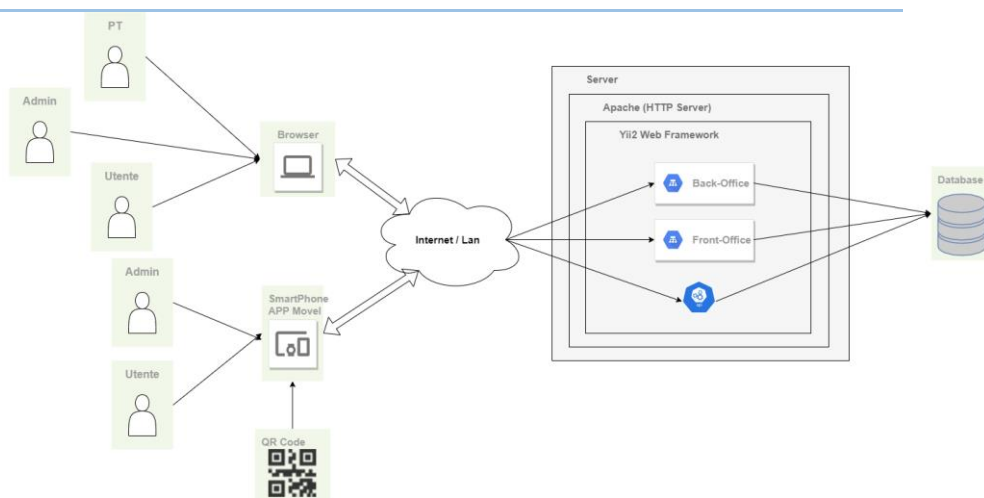 PT
Admin
Utente
Browser
Admin
Utente
SmartPhone
APP Movel
QR Code
Internet / Lan
Server
Apache (HTTP Server)
Yii2 Web Framework
Back-Office
Front-Office
Database